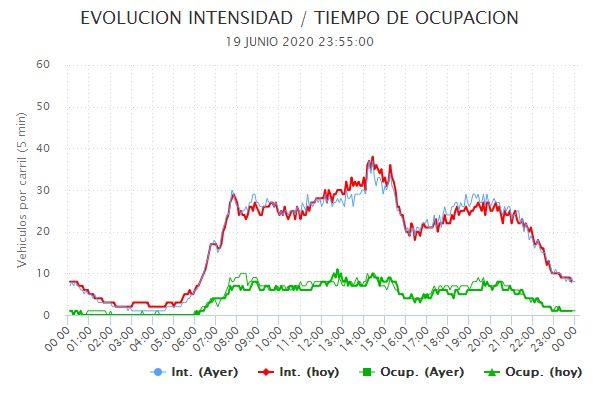 EVOLUCION INTENSIDAD / TIEMPO DE OCUPACION
19 JUNIO 2020 23:55:00
Vehiculos por carril (5 min)
60
50
40
30
20
10
0
00:00 01:00 02:00 03:00 04:00 05:00 06:00 07:00 08:00 09:00 10:00 11:00 12:00 13:00 14:00 15:00 16:00 17:00 18:00 19:00 20:00 21:00 22:00 23:00 00:00
Int. (Ayer) Int. (hoy) Ocup. (Ayer) Ocup. (hoy)